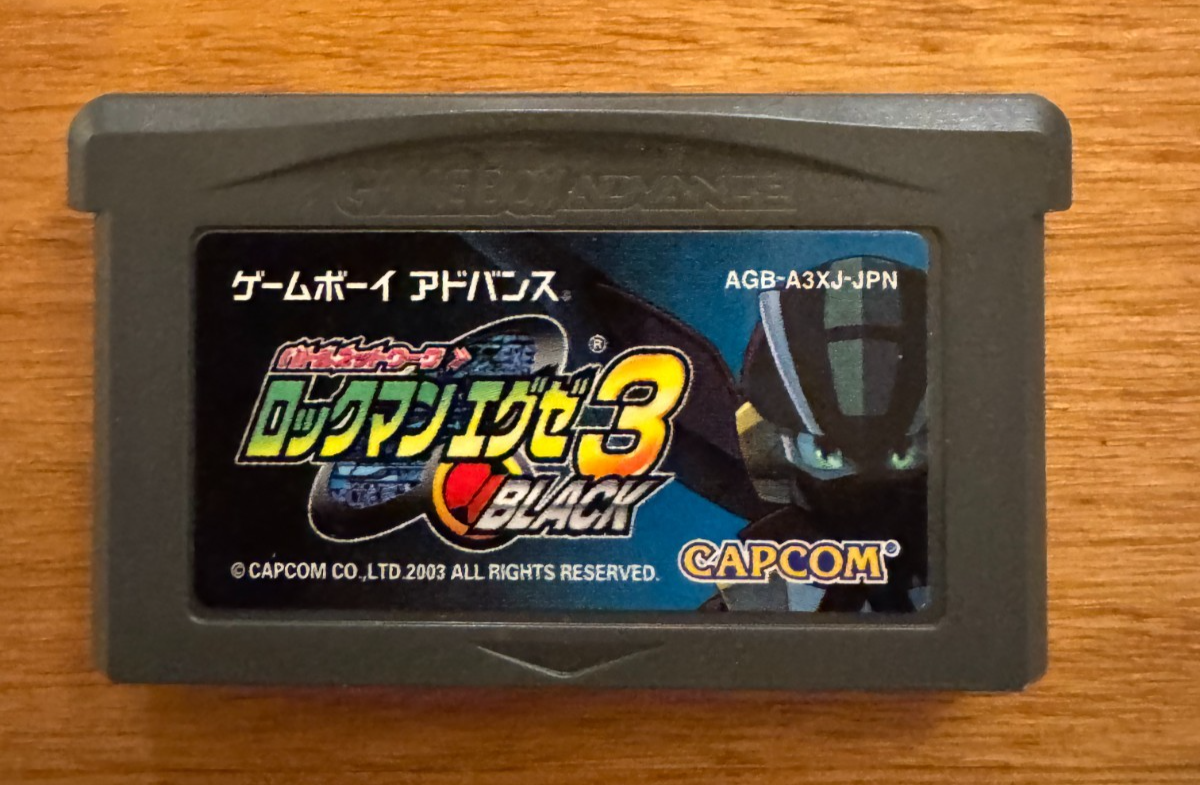 GAME BOY ADVANCE
ゲームボーイ アドバンス®
AGB-A3XJ-JPN
バトルネットワーク
®
ロックマン エグゼ3
BLACK
© CAPCOM CO.,LTD.2003 ALL RIGHTS RESERVED.
CAPCOM®